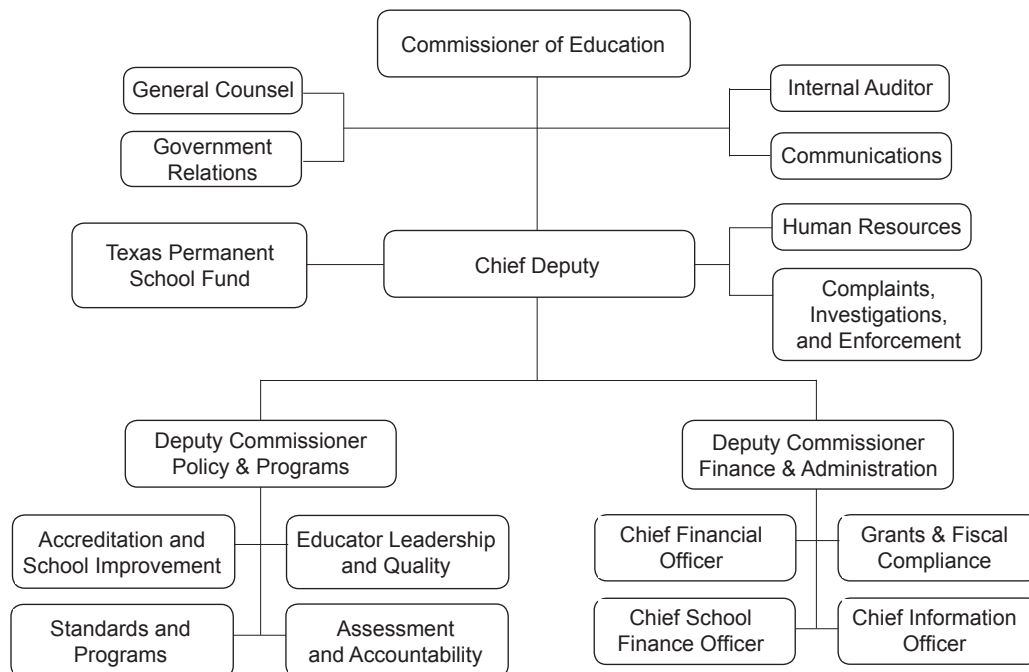 Commissioner of Education
General Counsel
Government
Relations
Internal Auditor
Communications
Texas Permanent
School Fund
Chief Deputy
Human Resources
Complaints,
Investigations,
and Enforcement
Deputy Commissioner
Policy & Programs
Deputy Commissioner
Finance & Administration
Accreditation and
School Improvement
Educator Leadership
and Quality
Standards and
Programs
Assessment
and Accountability
Chief Financial
Officer
Grants & Fiscal
Compliance
Chief School
Finance Officer
Chief Information
Officer